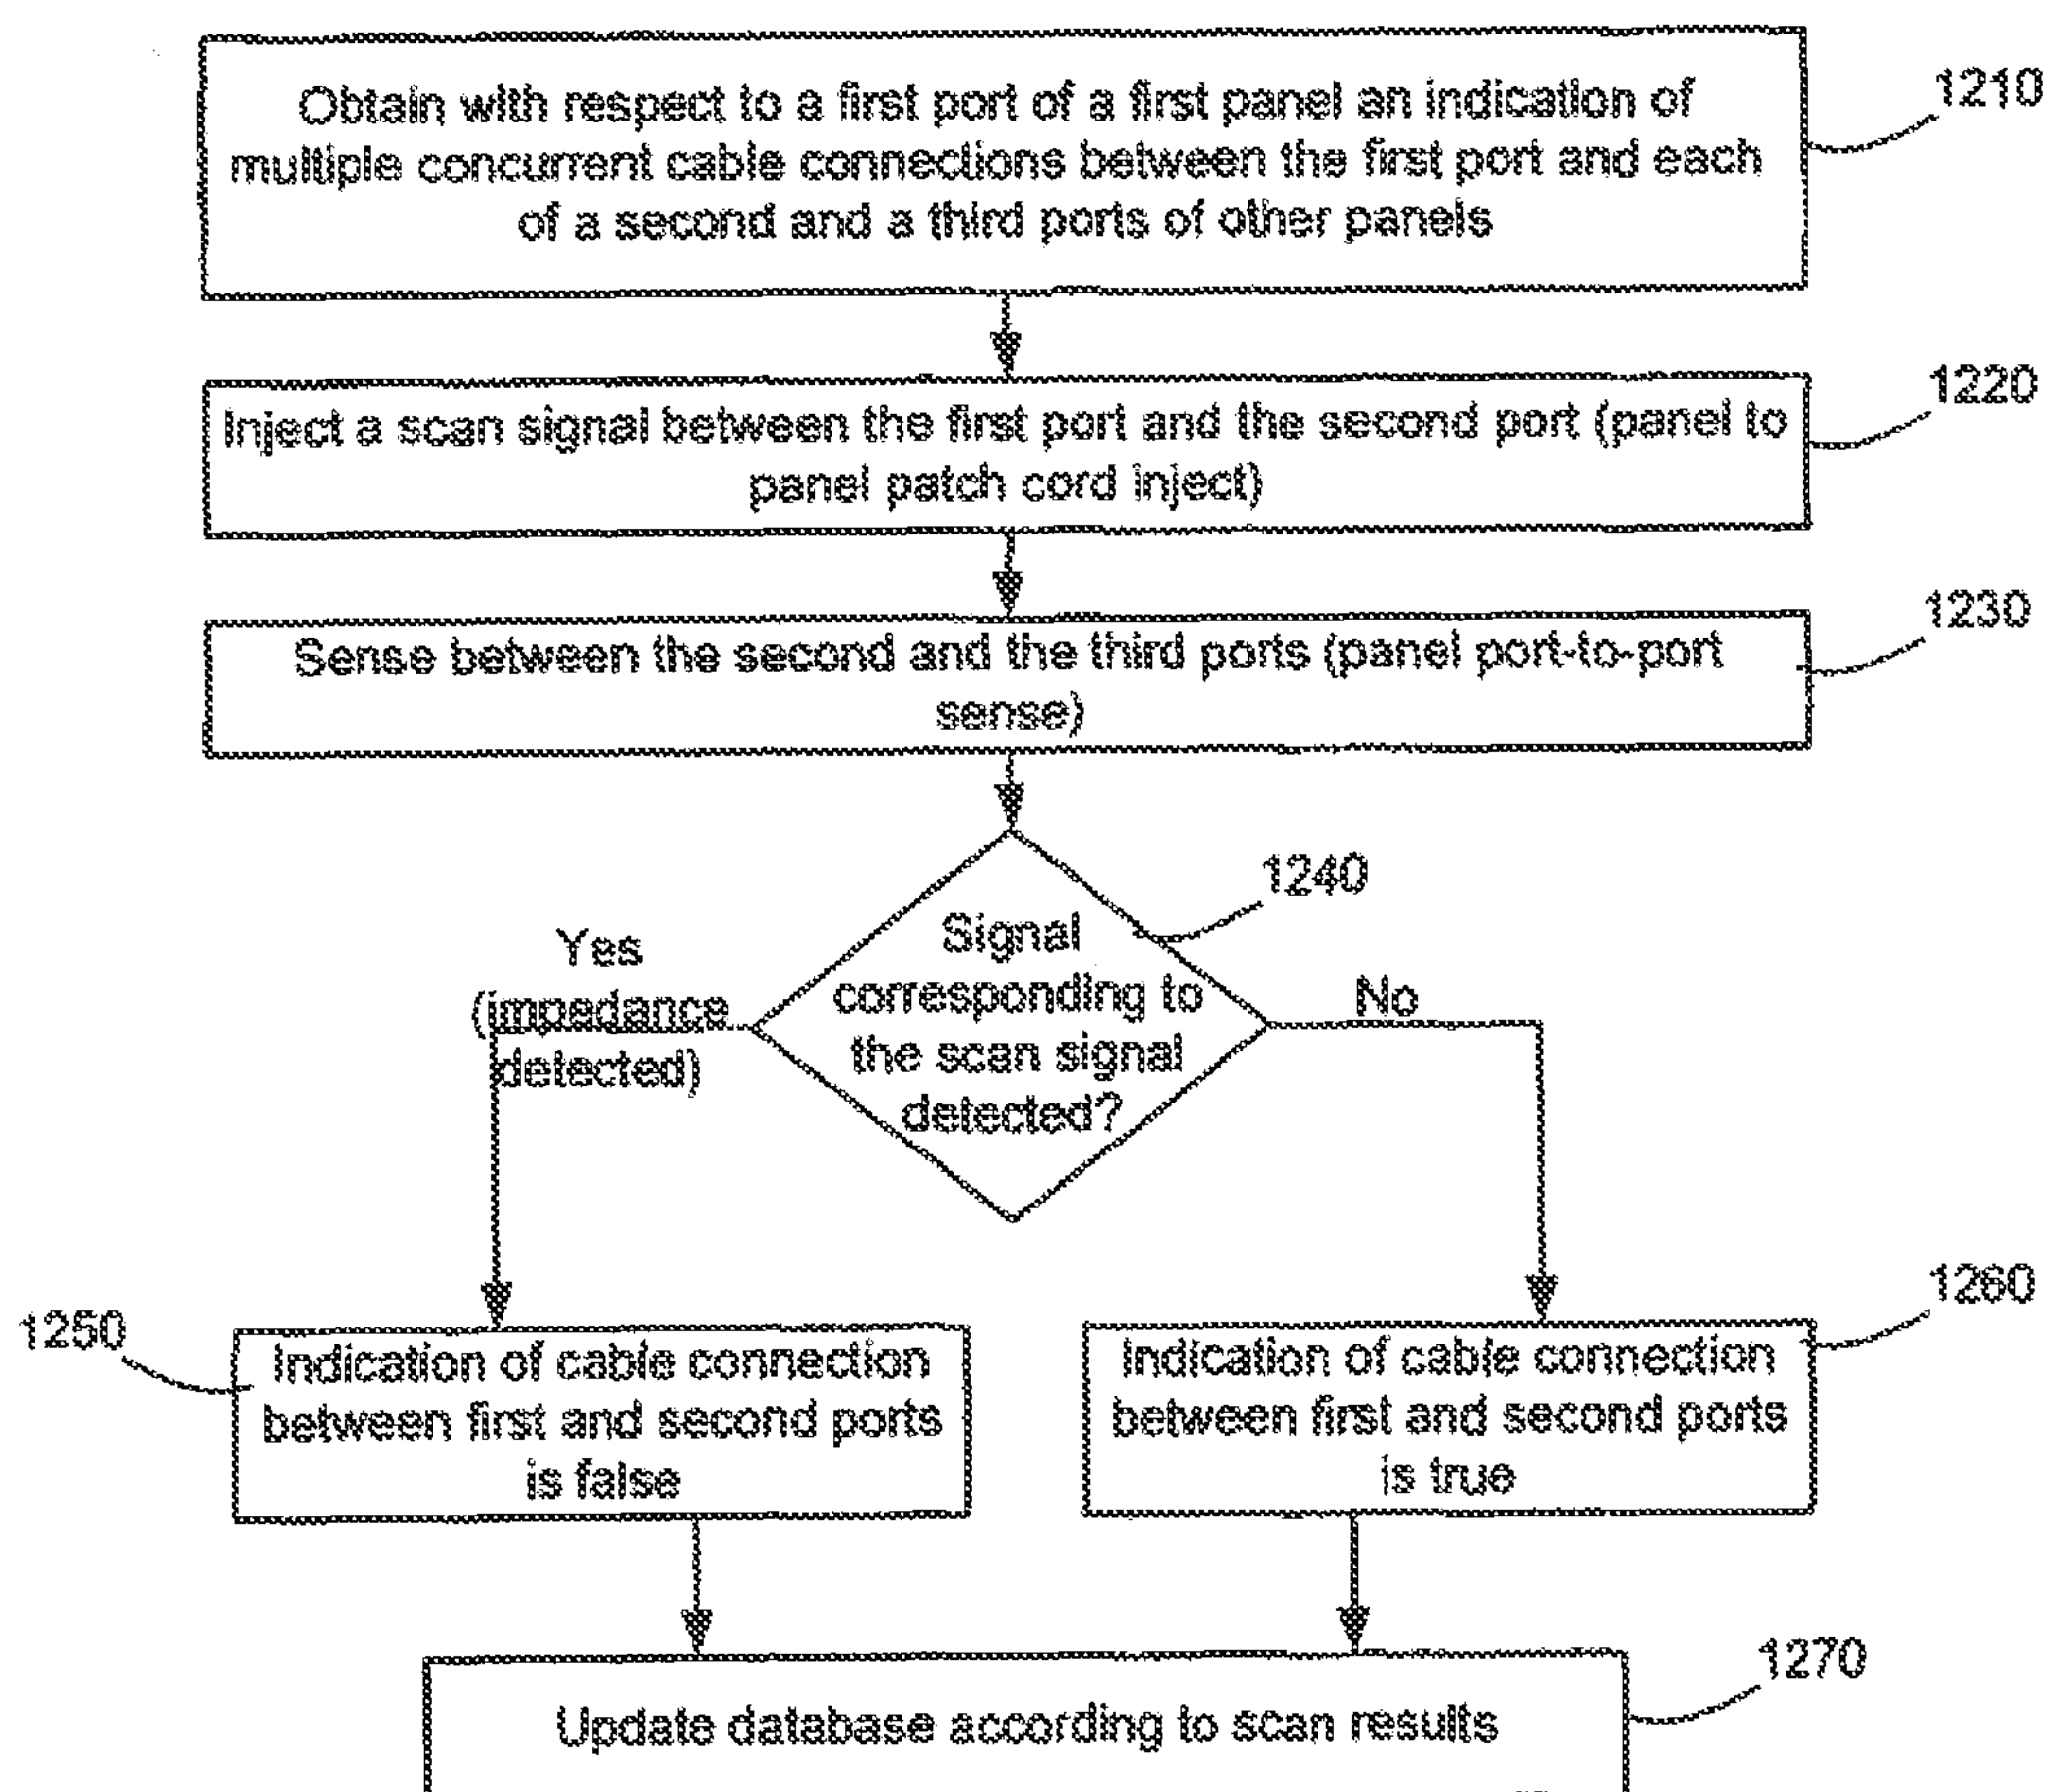 Obtain with respect to a first port of a first panel an indication of
multiple concurrent cable connections between the first port and each
of a second and a third ports of other panels
1210
Inject a scan signal between the first port and the second port (panel to
panel patch cord inject)
1220
Sense between the second and the third ports (panel port-to-port
sense)
1230
Signal
corresponding to
the scan signal
detected?
1240
Yes
(impedance
detected)
No
1250
Indication of cable connection
between first and second ports
is false
Indication of cable connection
between first and second ports
is true
1260
Update database according to scan results
1270